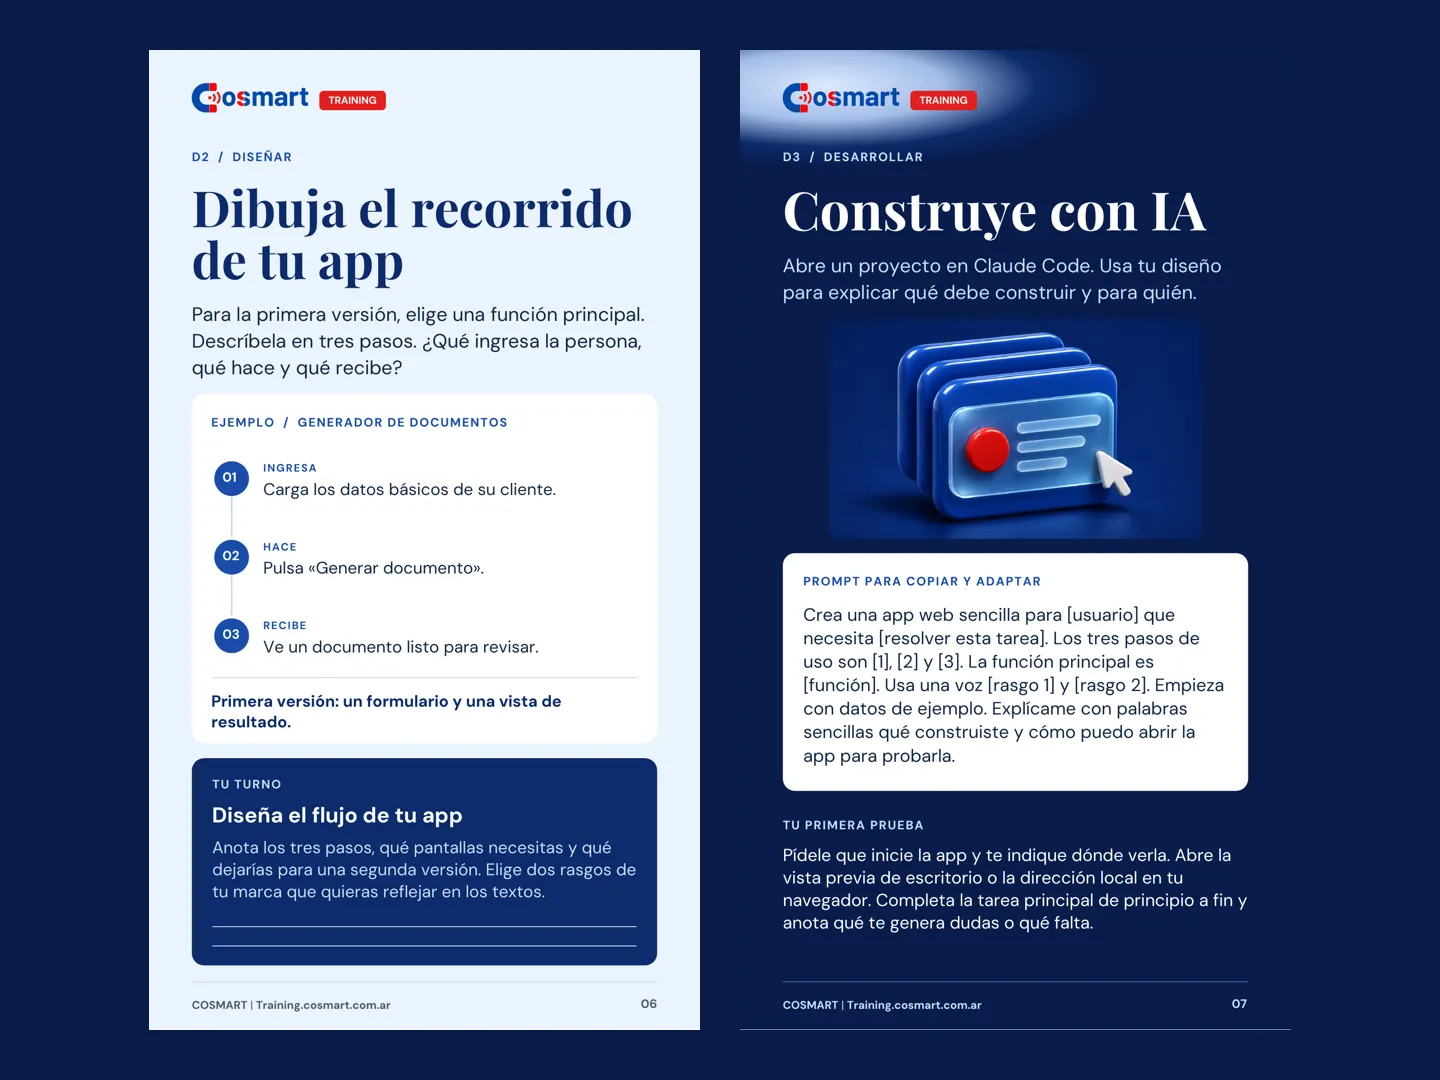 Cosmart TRAINING
D2 / DISEÑAR
Dibuja el recorrido
de tu app
Para la primera versión, elige una función principal.
Descríbela en tres pasos. ¿Qué ingresa la persona,
qué hace y qué recibe?
EJEMPLO / GENERADOR DE DOCUMENTOS
01
INGRESA
Carga los datos básicos de su cliente.
02
HACE
Pulsa «Generar documento».
03
RECIBE
Ve un documento listo para revisar.
Primera versión: un formulario y una vista de
resultado.
TU TURNO
Diseña el flujo de tu app
Anota los tres pasos, qué pantallas necesitas y qué
dejarías para una segunda versión. Elige dos rasgos de
tu marca que quieras reflejar en los textos.
COSMART | Training.cosmart.com.ar
06
Cosmart TRAINING
D3 / DESARROLLAR
Construye con IA
Abre un proyecto en Claude Code. Usa tu diseño
para explicar qué debe construir y para quién.
PROMPT PARA COPIAR Y ADAPTAR
Crea una app web sencilla para [usuario] que
necesita [resolver esta tarea]. Los tres pasos de
uso son [1], [2] y [3]. La función principal es
[función]. Usa una voz [rasgo 1] y [rasgo 2]. Empieza
con datos de ejemplo. Explícame con palabras
sencillas qué construiste y cómo puedo abrir la
app para probarla.
TU PRIMERA PRUEBA
Pídele que inicie la app y te indique dónde verla. Abre la
vista previa de escritorio o la dirección local en tu
navegador. Completa la tarea principal de principio a fin y
anota qué te genera dudas o qué falta.
COSMART | Training.cosmart.com.ar
07